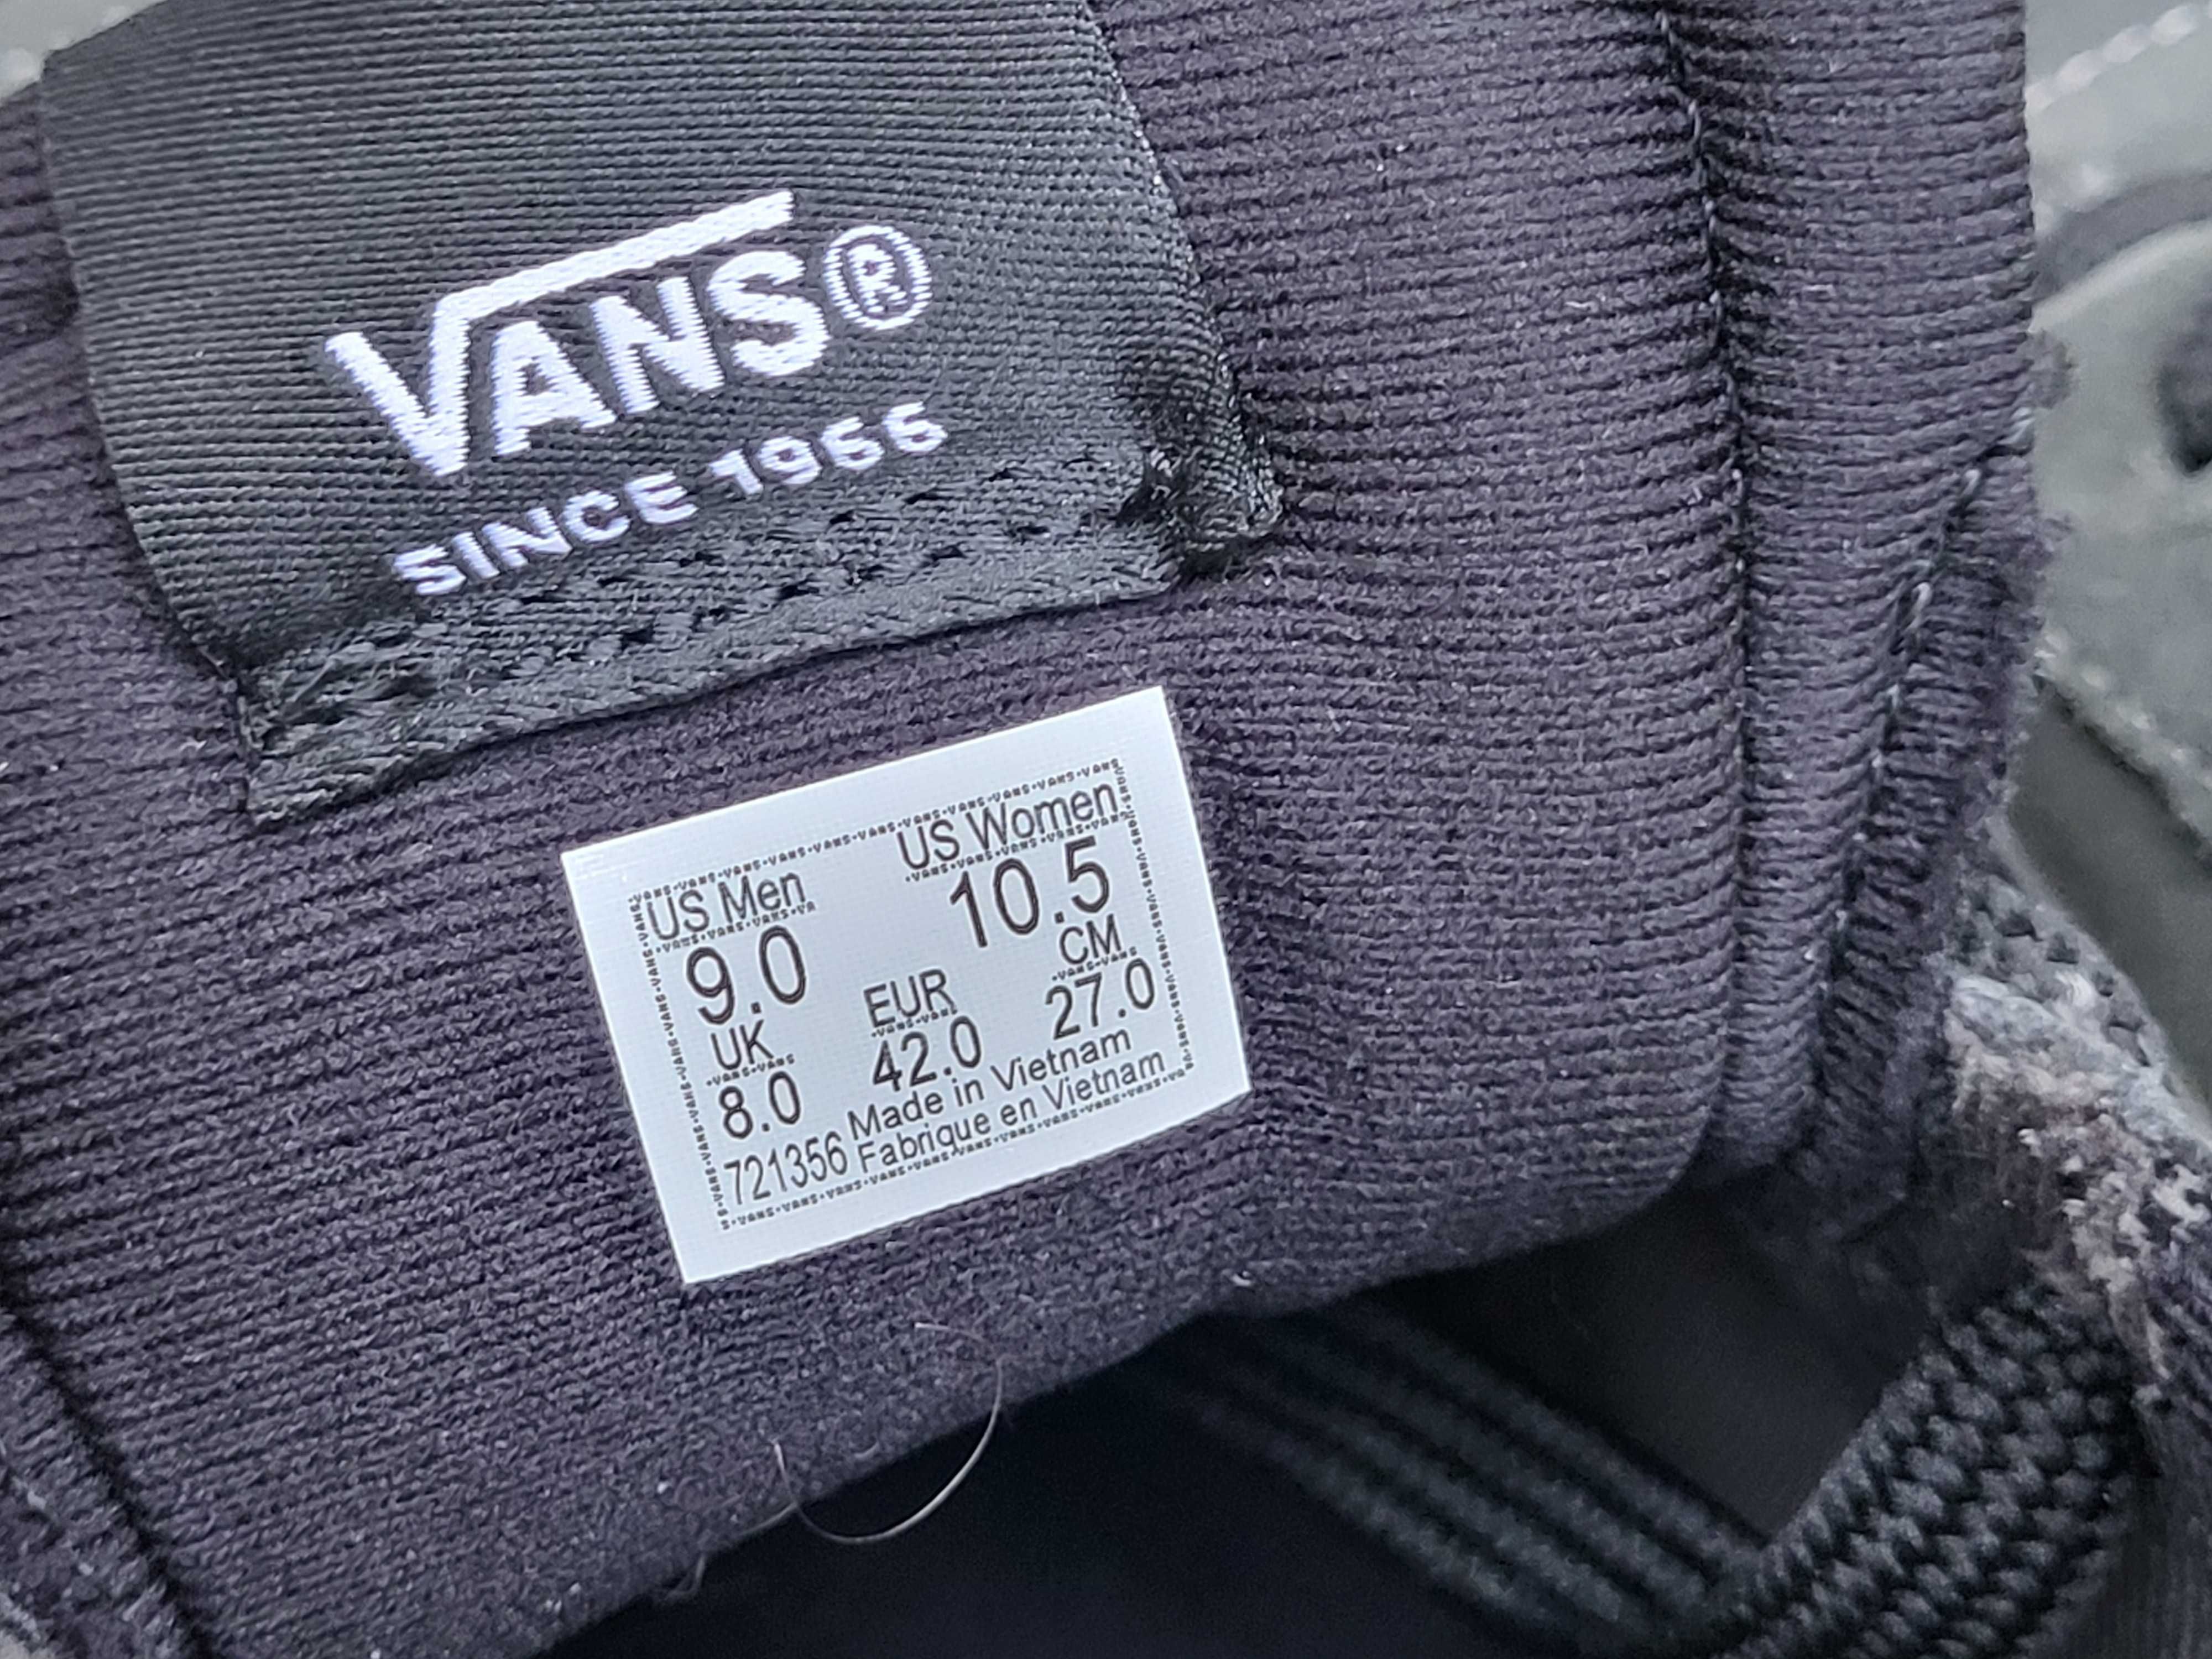 VANS®
SINCE 1966
US Men US Women
9.0 10.5
UK EUR CM
8.0 42.0 27.0
721356 Made in Vietnam
Fabrique en Vietnam